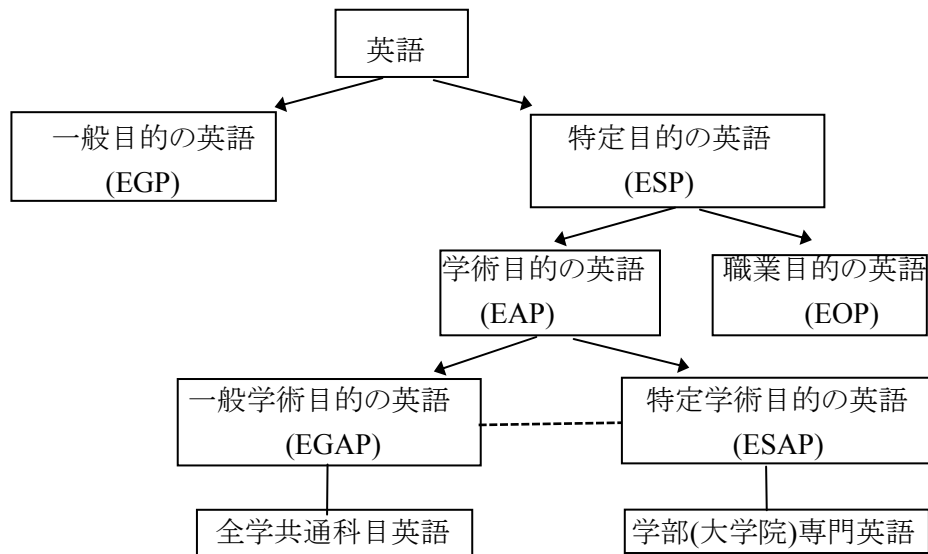 英語
一般目的の英語
(EGP)
特定目的の英語
(ESP)
学術目的の英語
(EAP)
職業目的の英語
(EOP)
一般学術目的の英語
(EGAP)
特定学術目的の英語
(ESAP)
全学共通科目英語
学部(大学院)専門英語